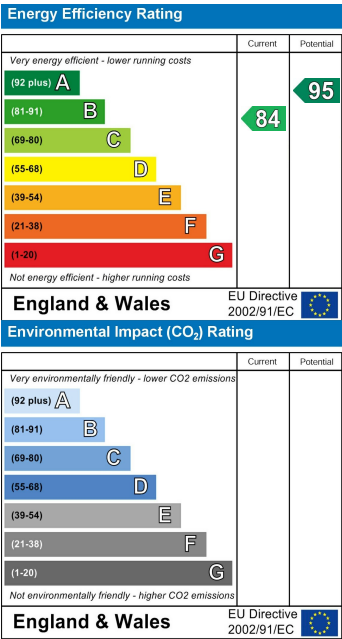 Energy Efficiency Rating
Current Potential
Very energy efficient - lower running costs
(92 plus) A
95
(81-91) B
84
(69-80) C
(55-68) D
(39-54) E
(21-38) F
(1-20) G
Not energy efficient - higher running costs
England & Wales
EU Directive
2002/91/EC
Environmental Impact (CO₂) Rating
Current Potential
Very environmentally friendly - lower CO2 emissions
(92 plus) A
(81-91) B
(69-80) C
(55-68) D
(39-54) E
(21-38) F
(1-20) G
Not environmentally friendly - higher CO2 emissions
England & Wales
EU Directive
2002/91/EC